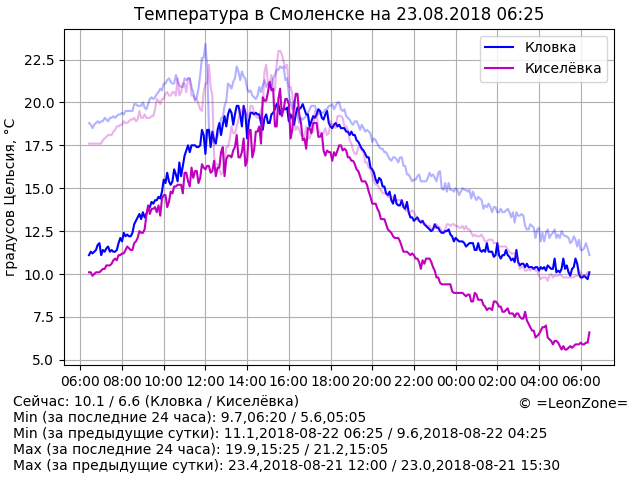 Температура в Смоленске на 23.08.2018 06:25
Кловка
Киселёвка
градусов Цельсия, °C
22.5
20.0
17.5
15.0
12.5
10.0
7.5
5.0
06:00 08:00 10:00 12:00 14:00 16:00 18:00 20:00 22:00 00:00 02:00 04:00 06:00
Сейчас: 10.1 / 6.6 (Кловка / Киселёвка)
© =LeonZone=
Min (за последние 24 часа): 9.7,06:20 / 5.6,05:05
Min (за предыдущие сутки): 11.1,2018-08-22 06:25 / 9.6,2018-08-22 04:25
Max (за последние 24 часа): 19.9,15:25 / 21.2,15:05
Max (за предыдущие сутки): 23.4,2018-08-21 12:00 / 23.0,2018-08-21 15:30